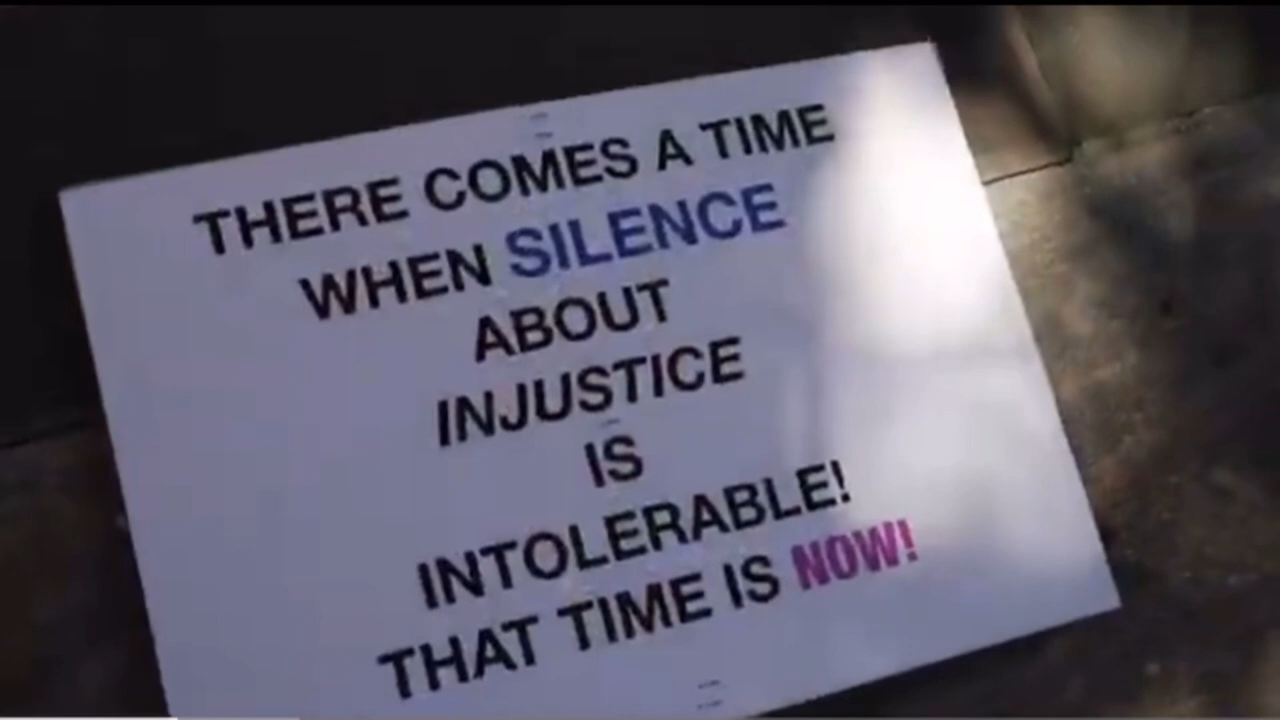 THERE COMES A TIME
WHEN SILENCE
ABOUT
INJUSTICE
IS
INTOLERABLE!
THAT TIME IS NOW!